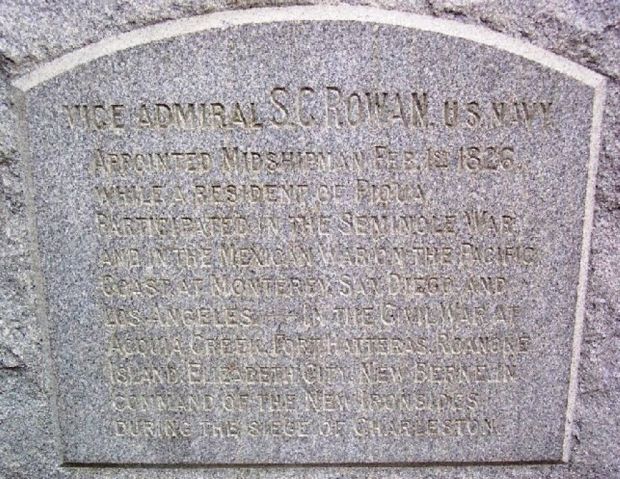 VICE ADMIRAL S.C. ROWAN. U.S. NAVY.
APPOINTED MIDSHIPMAN FEB. 1ST 1826.
WHILE A RESIDENT OF PIQUA
PARTICIPATED IN THE SEMINOLE WAR
AND IN THE MEXICAN WAR ON THE PACIFIC
COAST AT MONTEREY, SAN DIEGO AND
LOS ANGELES. IN THE CIVIL WAR AT
ACQUIA CREEK, FORT HATTERAS, ROANOKE
ISLAND, ELIZABETH CITY, NEW BERNE, IN
COMMAND OF THE NEW IRONSIDES
DURING THE SIEGE OF CHARLESTON.